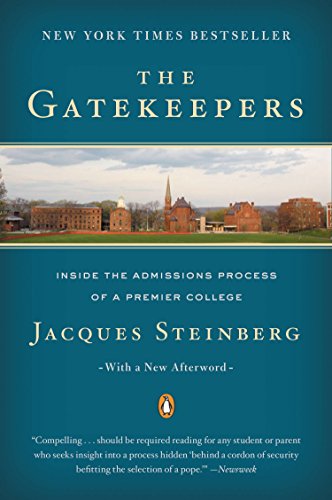 NEW YORK TIMES BESTSELLER
THE
GATEKEEPERS
INSIDE THE ADMISSIONS PROCESS
OF A PREMIER COLLEGE
JACQUES STEINBERG
-With a New Afterword-
"Compelling . . . should be required reading for any student or parent
who seeks insight into a process hidden 'behind a cordon of security
befitting the selection of a pope.'" —Newsweek